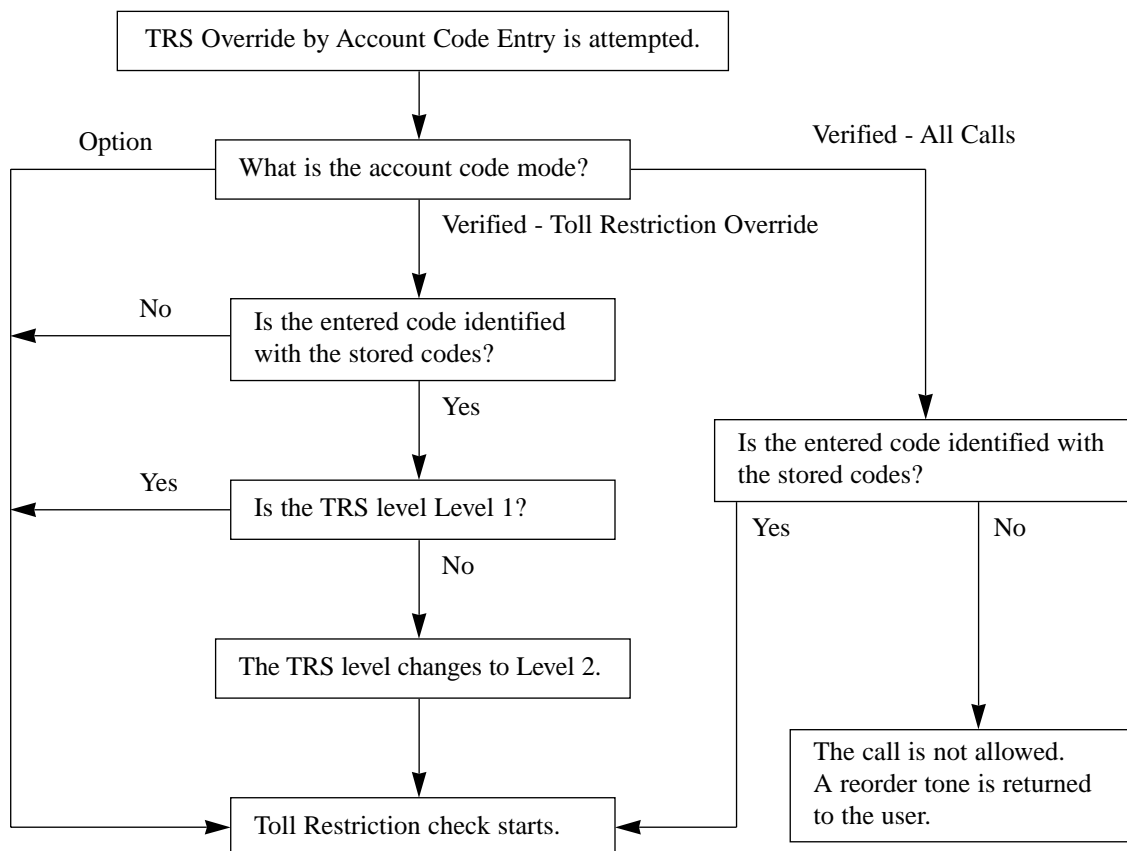 TRS Override by Account Code Entry is attempted.
Option
Verified - All Calls
What is the account code mode?
Verified - Toll Restriction Override
No
Is the entered code identified
with the stored codes?
Yes
Is the entered code identified with
the stored codes?
Yes
Is the TRS level Level 1?
Yes
No
No
The TRS level changes to Level 2.
The call is not allowed.
A reorder tone is returned
to the user.
Toll Restriction check starts.